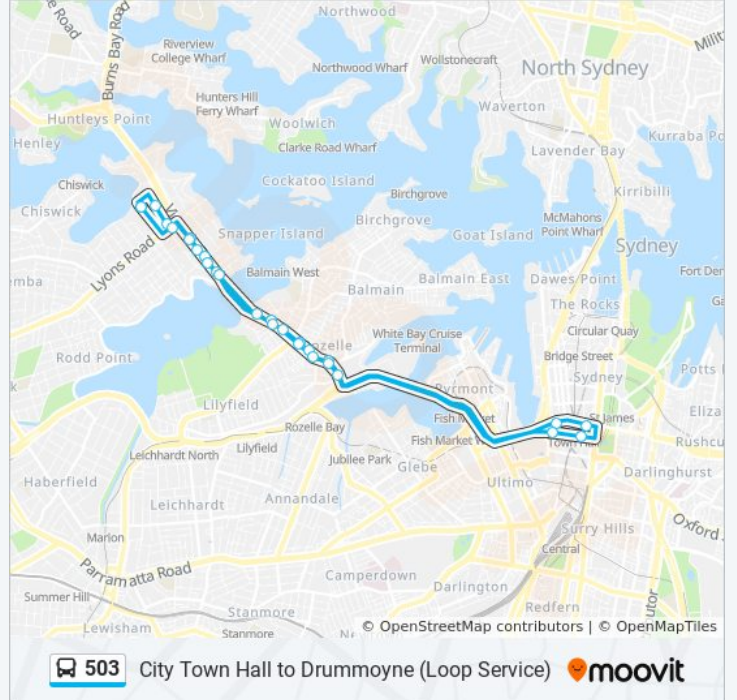 Northwood
e Road
Burns Bay Road
Riverview
College Wharf
Wollstonecraft
Northwood Wharf
North Sydney
Hunters Hill
Ferry Wharf
Waverton
Huntleys Point
Woolwich
Kurraba Po
Henley
Clarke Road Wharf
Lavender Bay
Chiswick
Cockatoo Island
Kirribilli
Birchgrove
Chiswick
Birchgrove
McMahons
Point Wharf
Snapper Island
Goat Island
Sydney
Lyons Road
Balmain West
Fort Den
Balmain East
Dawes Point
Balmain
The Rocks
White Bay Cruise
Terminal
Circular Quay
Rodd Point
Bridge Street
Sydney
Potts
Pyrmont
Lilyfield
Fish Market
St James
Eliza
Rozelle Bay
Fish Market
Rushcu
Leichhardt North
Lilyfield
Jubilee Park
Glebe
Darlinghurst
Haberfield
Ultimo
Annandale
Leichhardt
Surry Hills
Oxford
Marion
Central
Parramatta Road
Camperdown
Darlington
Summer Hill
Stanmore
Redfern
Lewisham
Stanmore
© OpenStreetMap contributors | © OpenMapTiles
503 City Town Hall to Drummoyne (Loop Service) moovit